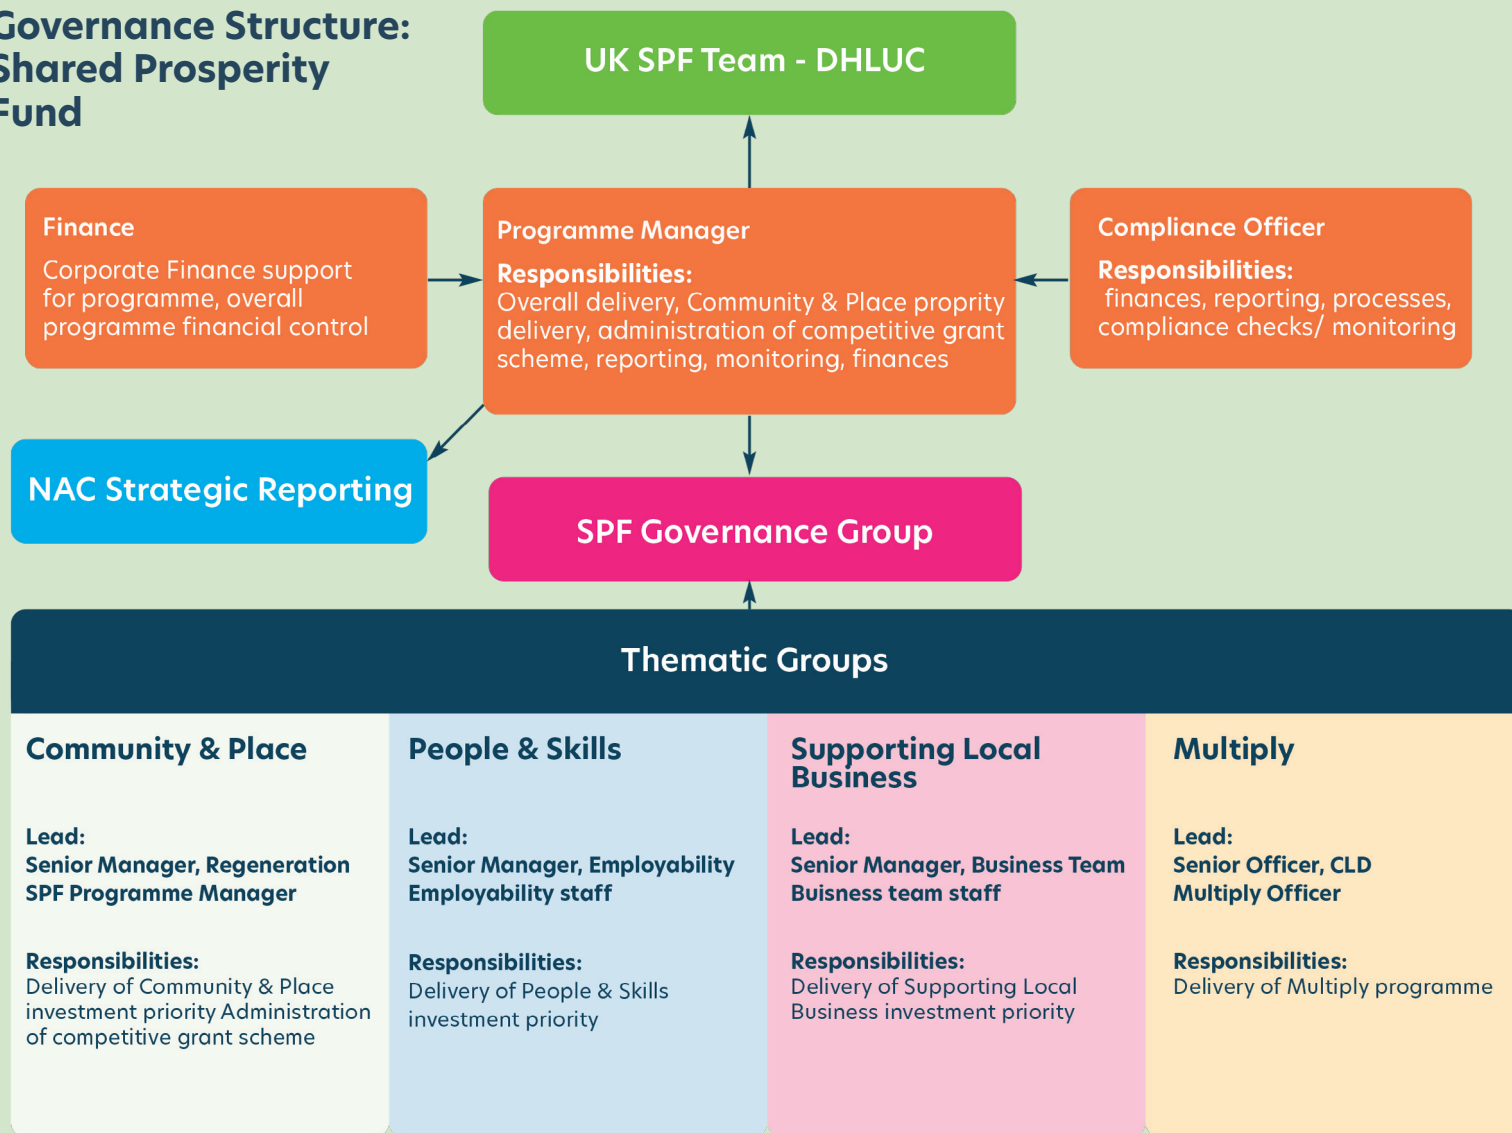 Governance Structure:
Shared Prosperity
Fund
UK SPF Team - DHLUC
Finance
Corporate Finance support
for programme, overall
programme financial control
Programme Manager
Responsibilities:
Overall delivery, Community & Place proprity
delivery, administration of competitive grant
scheme, reporting, monitoring, finances
Compliance Officer
Responsibilities:
finances, reporting, processes,
compliance checks/ monitoring
NAC Strategic Reporting
SPF Governance Group
Thematic Groups
Community & Place
Lead:
Senior Manager, Regeneration
SPF Programme Manager
Responsibilities:
Delivery of Community & Place
investment priority Administration
of competitive grant scheme
People & Skills
Lead:
Senior Manager, Employability
Employability staff
Responsibilities:
Delivery of People & Skills
investment priority
Supporting Local
Business
Lead:
Senior Manager, Business Team
Buisness team staff
Responsibilities:
Delivery of Supporting Local
Business investment priority
Multiply
Lead:
Senior Officer, CLD
Multiply Officer
Responsibilities:
Delivery of Multiply programme